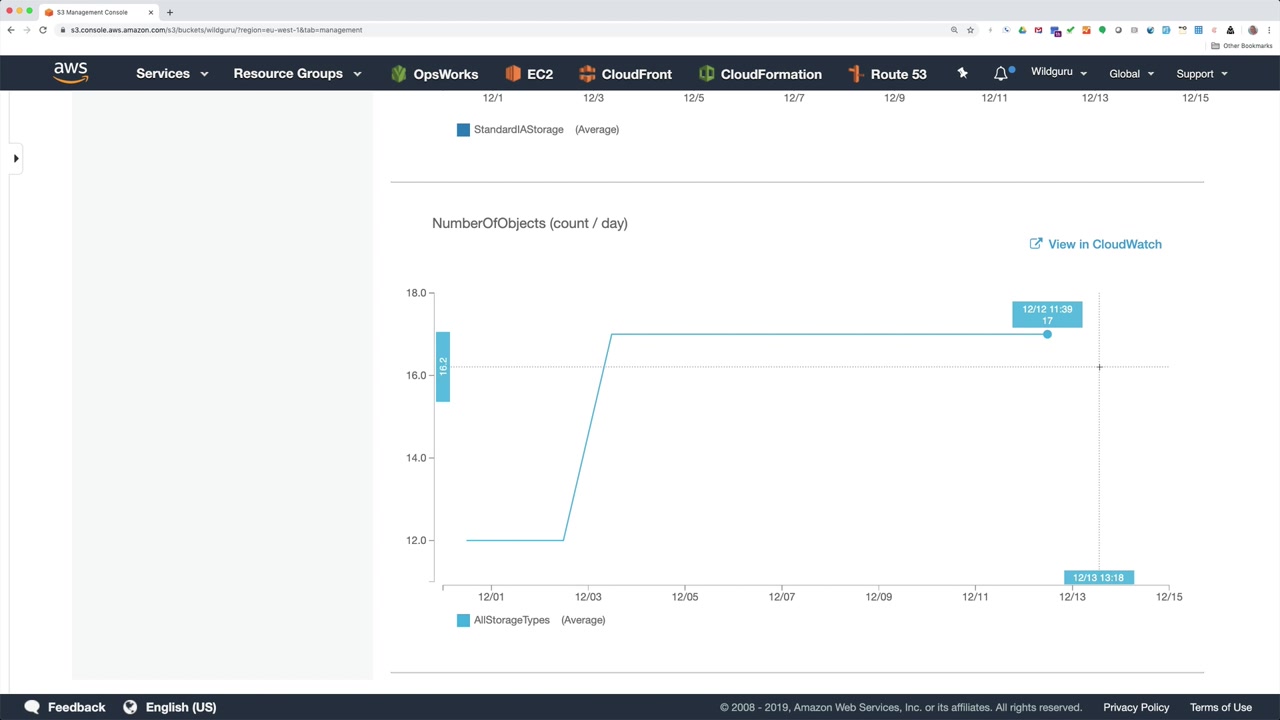 S3 Management Console
s3.console.aws.amazon.com/s3/buckets/wildguru/?region=eu-west-1&tab=management
Other Bookmarks
aws Services Resource Groups OpsWorks EC2 CloudFront CloudFormation Route 53 Wildguru Global Support
12/1 12/3 12/5 12/7 12/9 12/11 12/13 12/15
StandardIAStorage (Average)
NumberOfObjects (count / day)
View in CloudWatch
18.0
12/12 11:39
17
16.2
16.0
14.0
12.0
12/13 13:18
12/01 12/03 12/05 12/07 12/09 12/11 12/13 12/15
AllStorageTypes (Average)
Feedback English (US) © 2008 - 2019, Amazon Web Services, Inc. or its affiliates. All rights reserved. Privacy Policy Terms of Use